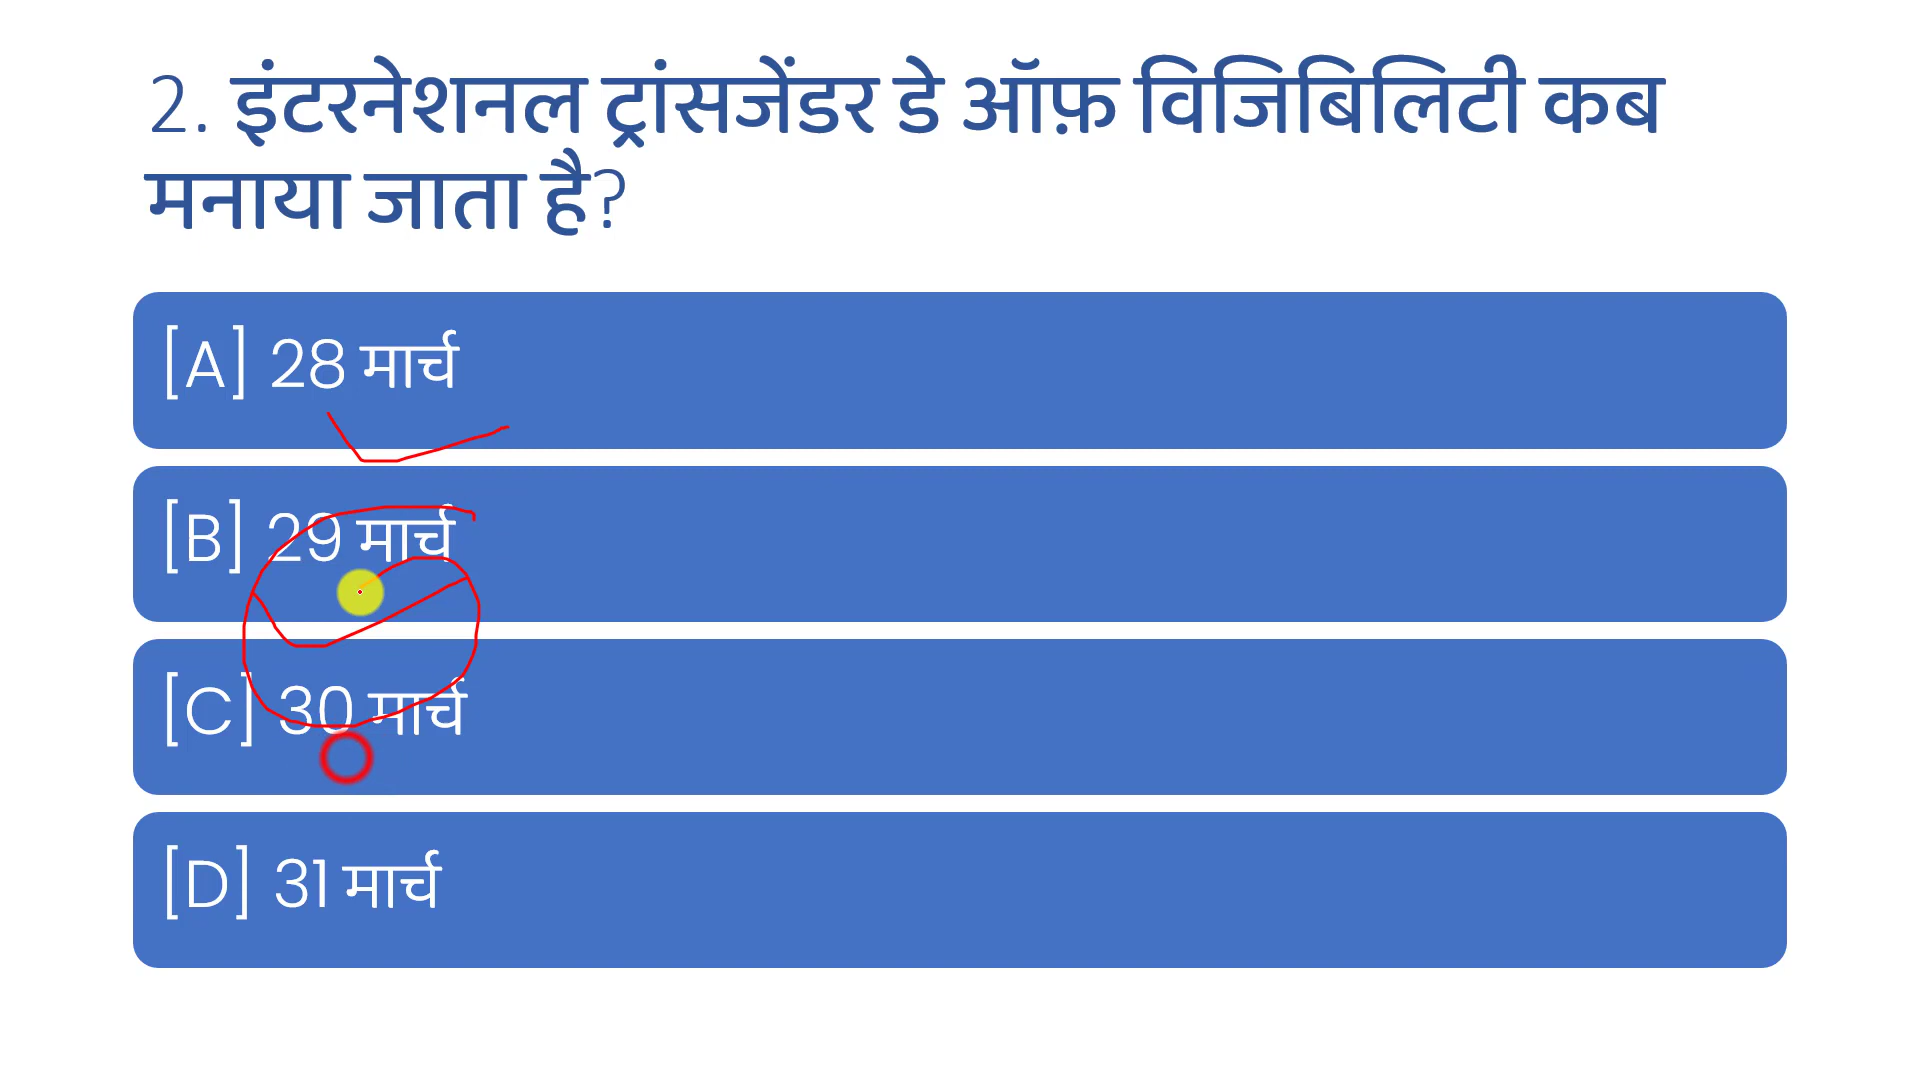 2. इंटरनेशनल ट्रांसजेंडर डे ऑफ़ विजिबिलिटी कब
मनाया जाता है?
[A] 28 मार्च
[B] 29 मार्च
[C] 30 मार्च
[D] 31 मार्च